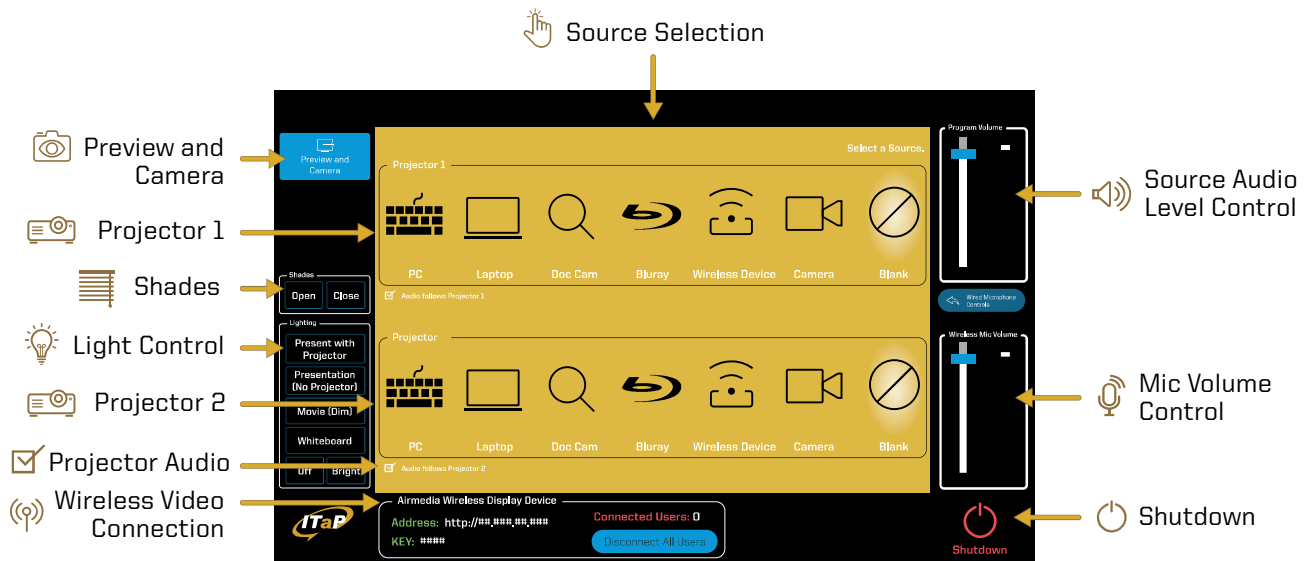 Source Selection
Preview and
Camera
Projector 1
Shades
Light Control
Projector 2
Projector Audio
Wireless Video
Connection
Preview and
Camera
Shades
Open Close
Lighting
Present with
Projector
Presentation
(No Projector)
Movie (Dim)
Whiteboard
Off Bright
ITaP
Select a Source.
Projector 1
PC Laptop Doc Cam Bluray Wireless Device Camera Blank
Audio follows Projector 1
Projector
PC Laptop Doc Cam Bluray Wireless Device Camera Blank
Audio follows Projector 2
Airmedia Wireless Display Device
Address: http://##.###.##.###
Connected Users: 0
KEY: ####
Disconnect All Users
Program Volume
Wired Microphone
Controls
Wireless Mic Volume
Shutdown
Source Audio
Level Control
Mic Volume
Control
Shutdown